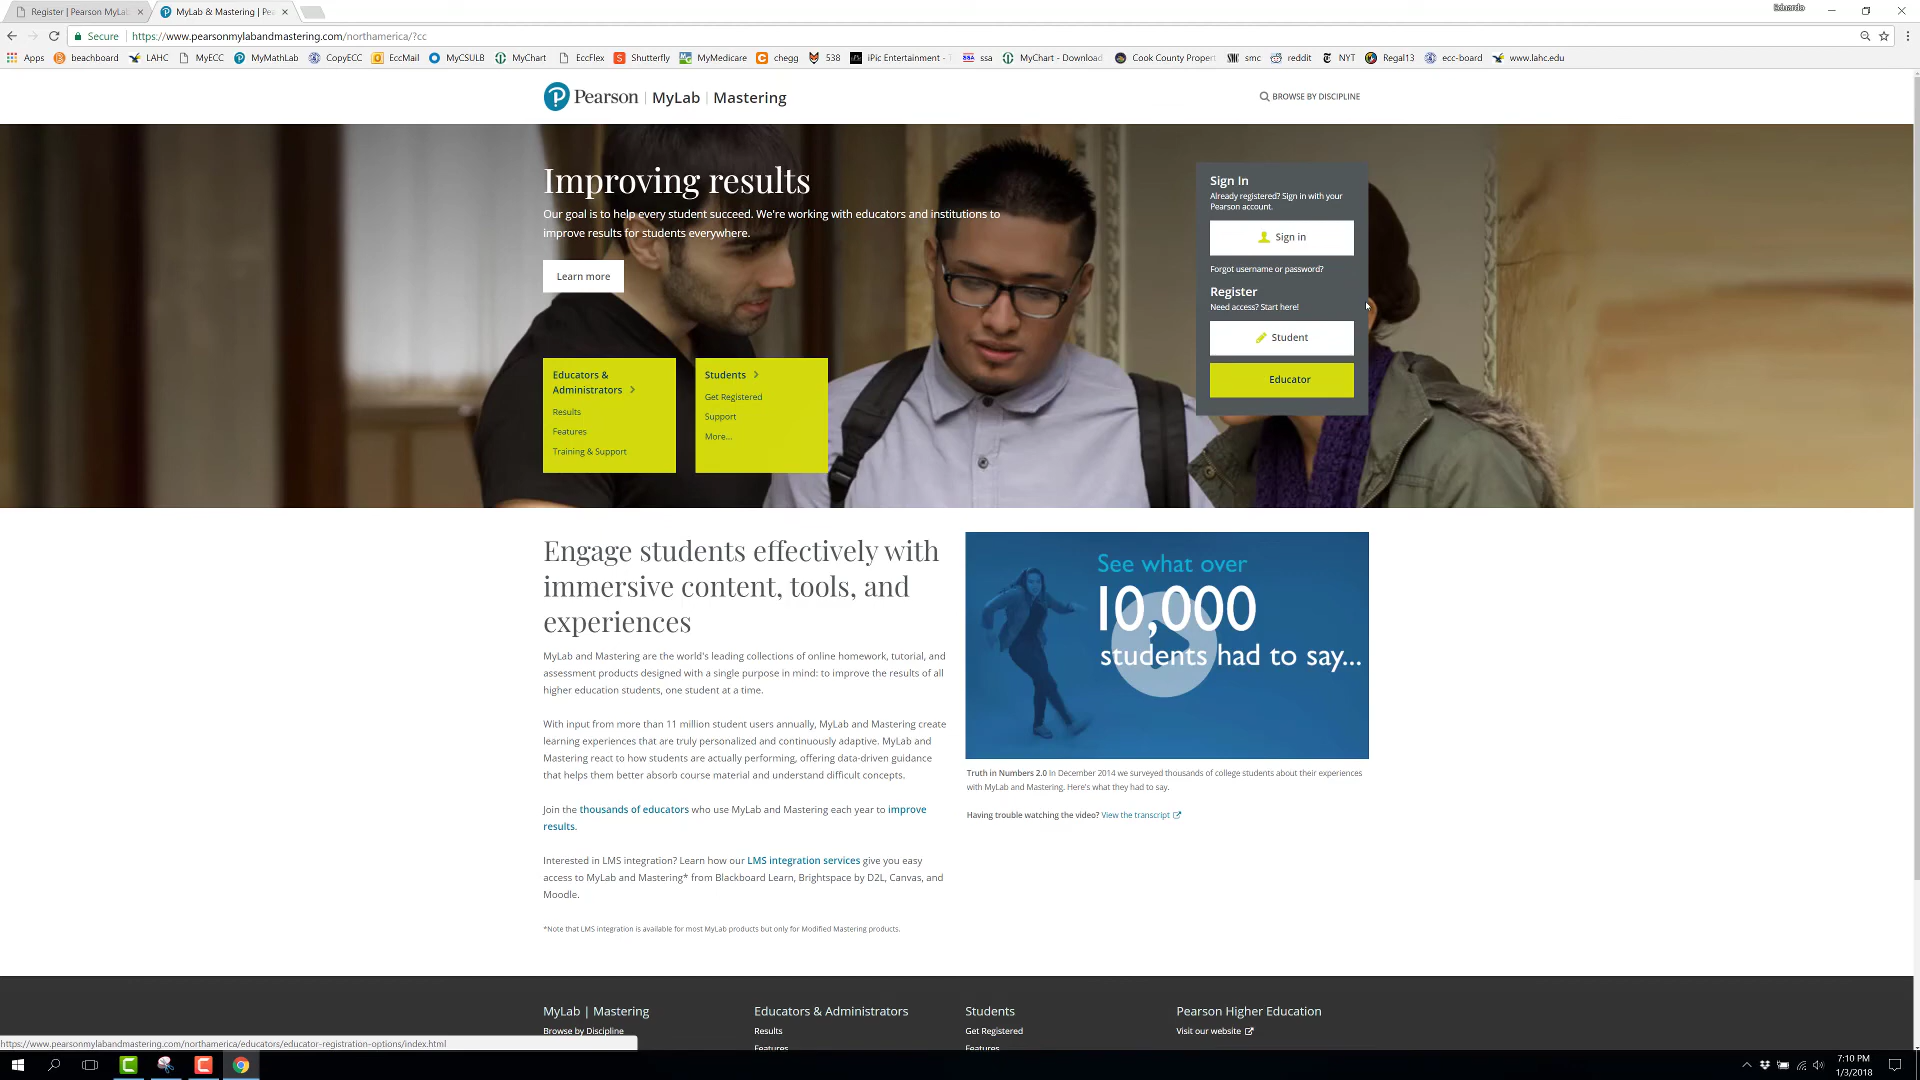 Register | Pearson MyLa
MyLab & Mastering | Pe
Eduardo
Secure
https://www.pearsonmylabandmastering.com/northamerica/?cc
Apps
beachboard
LAHC
MyECC
MyMathLab
CopyECC
EccMail
MyCSULB
MyChart
EccFlex
Shutterfly
MyMedicare
chegg
538
iPic Entertainment -
ssa
MyChart - Download
Cook County Propert
smc
reddit
NYT
Regal13
ecc-board
www.lahc.edu
Pearson | MyLab | Mastering
BROWSE BY DISCIPLINE
Improving results
Our goal is to help every student succeed. We're working with educators and institutions to
improve results for students everywhere.
Learn more
Educators &
Administrators
Results
Features
Training & Support
Students
Get Registered
Support
More...
Sign In
Already registered? Sign in with your
Pearson account.
Sign in
Forgot username or password?
Register
Need access? Start here!
Student
Educator
Engage students effectively with
immersive content, tools, and
experiences
MyLab and Mastering are the world's leading collections of online homework, tutorial, and
assessment products designed with a single purpose in mind: to improve the results of all
higher education students, one student at a time.
With input from more than 11 million student users annually, MyLab and Mastering create
learning experiences that are truly personalized and continuously adaptive. MyLab and
Mastering react to how students are actually performing, offering data-driven guidance
that helps them better absorb course material and understand difficult concepts.
Join the thousands of educators who use MyLab and Mastering each year to improve
results.
Interested in LMS integration? Learn how our LMS integration services give you easy
access to MyLab and Mastering* from Blackboard Learn, Brightspace by D2L, Canvas, and
Moodle.
*Note that LMS integration is available for most MyLab products but only for Modified Mastering products.
See what over
10,000
students had to say...
Truth in Numbers 2.0 In December 2014 we surveyed thousands of college students about their experiences
with MyLab and Mastering. Here's what they had to say.
Having trouble watching the video? View the transcript
MyLab | Mastering
Browse by Discipline
Educators & Administrators
Results
Features
Students
Get Registered
Features
Pearson Higher Education
Visit our website
https://www.pearsonmylabandmastering.com/northamerica/educators/educator-registration-options/index.html
7:10 PM
1/3/2018